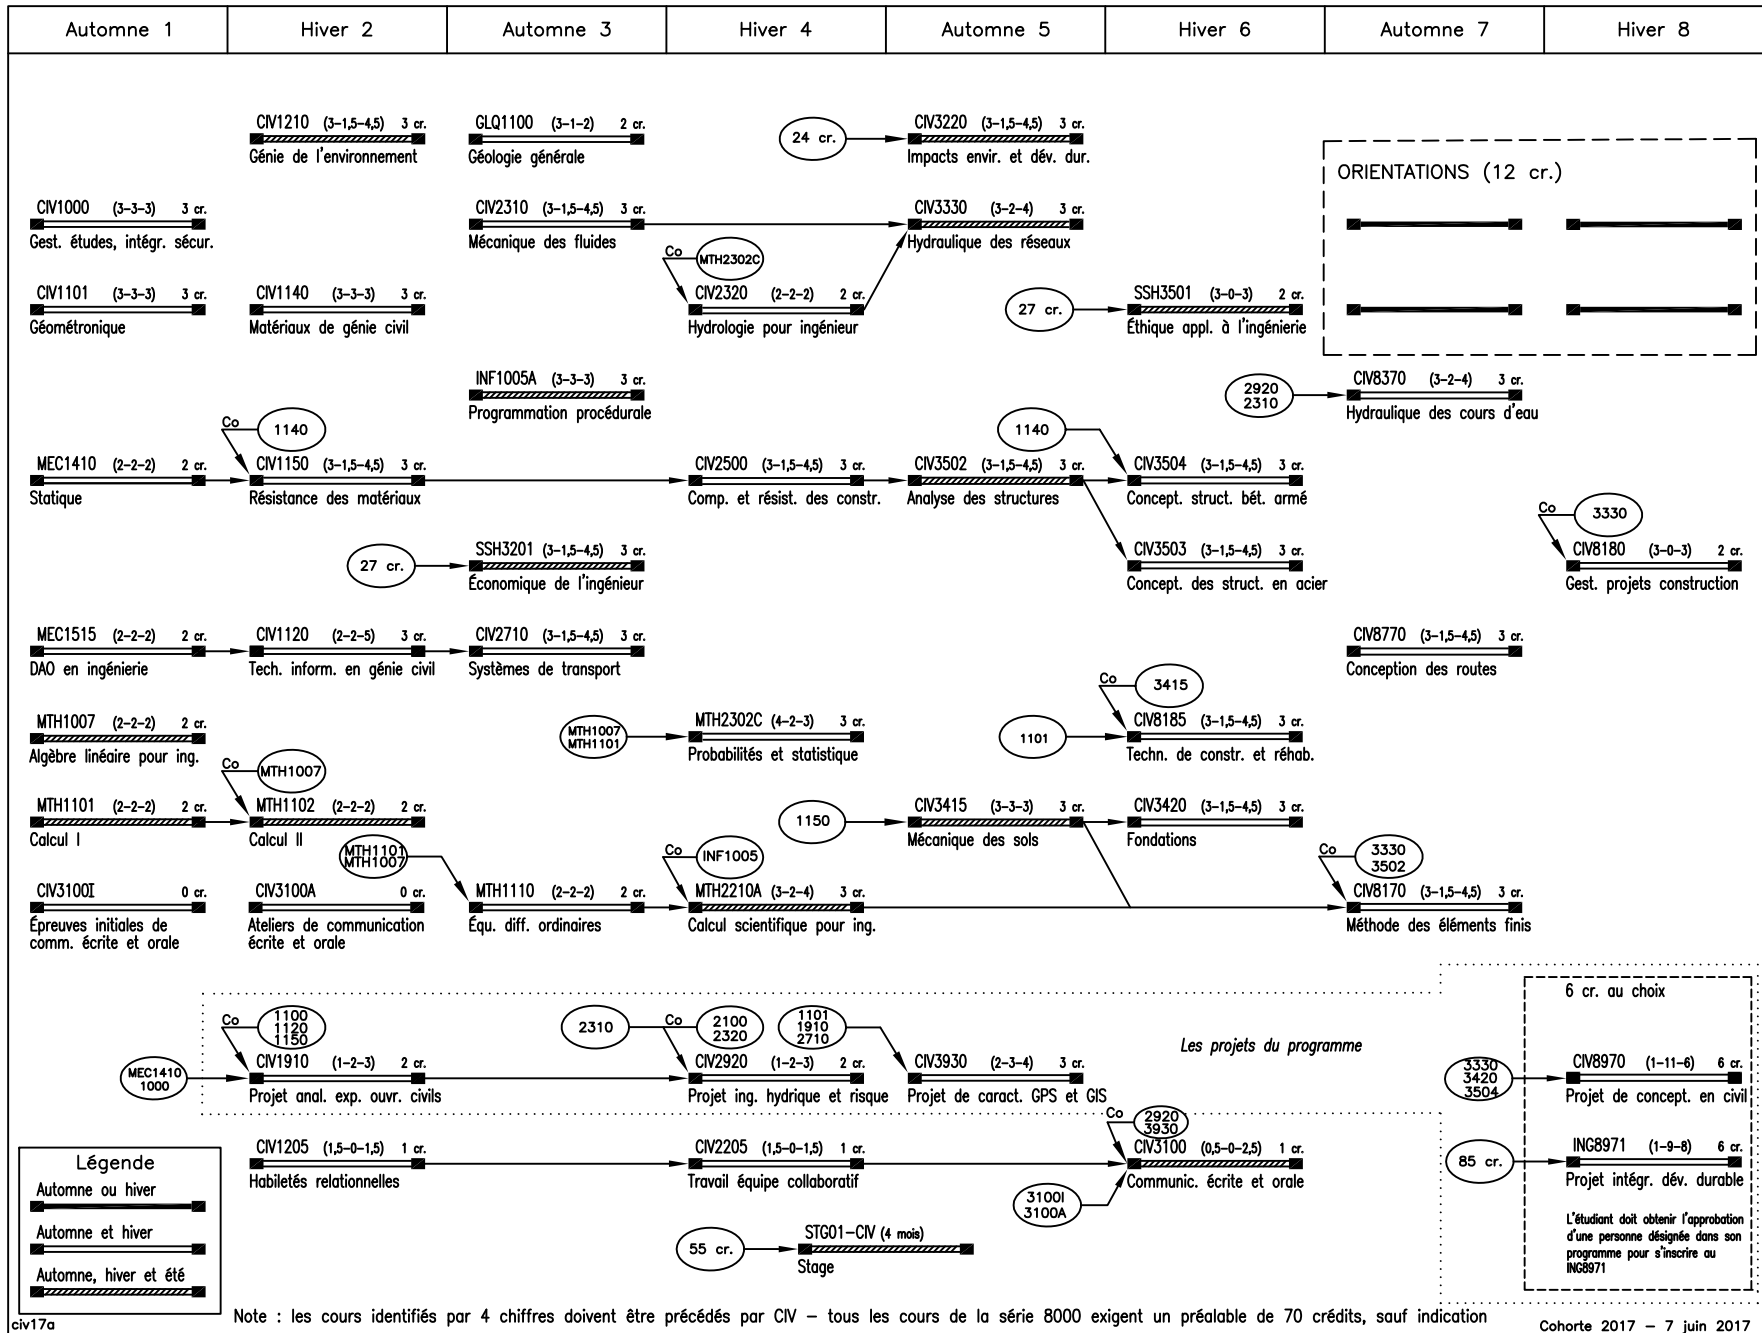 Automne 1
Hiver 2
Automne 3
Hiver 4
Automne 5
Hiver 6
Automne 7
Hiver 8
CIV1210 (3-1,5-4,5) 3 cr.
Génie de l'environnement
GLQ1100 (3-1-2) 2 cr.
Géologie générale
24 cr.
CIV3220 (3-1,5-4,5) 3 cr.
Impacts envir. et dév. dur.
ORIENTATIONS (12 cr.)
CIV1000 (3-3-3) 3 cr.
Gest. études, intégr. sécur.
CIV2310 (3-1,5-4,5) 3 cr.
Mécanique des fluides
CIV3330 (3-2-4) 3 cr.
Hydraulique des réseaux
Co
MTH2302C
CIV1101 (3-3-3) 3 cr.
Géométronique
CIV1140 (3-3-3) 3 cr.
Matériaux de génie civil
CIV2320 (2-2-2) 2 cr.
Hydrologie pour ingénieur
27 cr.
SSH3501 (3-0-3) 2 cr.
Éthique appl. à l'ingénierie
INF1005A (3-3-3) 3 cr.
Programmation procédurale
2920
2310
CIV8370 (3-2-4) 3 cr.
Hydraulique des cours d'eau
Co
1140
1140
MEC1410 (2-2-2) 2 cr.
Statique
CIV1150 (3-1,5-4,5) 3 cr.
Résistance des matériaux
CIV2500 (3-1,5-4,5) 3 cr.
Comp. et résist. des constr.
CIV3502 (3-1,5-4,5) 3 cr.
Analyse des structures
CIV3504 (3-1,5-4,5) 3 cr.
Concept. struct. bét. armé
Co
3330
27 cr.
SSH3201 (3-1,5-4,5) 3 cr.
Économique de l'ingénieur
CIV3503 (3-1,5-4,5) 3 cr.
Concept. des struct. en acier
CIV8180 (3-0-3) 2 cr.
Gest. projets construction
MEC1515 (2-2-2) 2 cr.
DAO en ingénierie
CIV1120 (2-2-5) 3 cr.
Tech. inform. en génie civil
CIV2710 (3-1,5-4,5) 3 cr.
Systèmes de transport
CIV8770 (3-1,5-4,5) 3 cr.
Conception des routes
Co
3415
MTH1007 (2-2-2) 2 cr.
Algèbre linéaire pour ing.
MTH1007
MTH1101
MTH2302C (4-2-3) 3 cr.
Probabilités et statistique
1101
CIV8185 (3-1,5-4,5) 3 cr.
Techn. de constr. et réhab.
Co
MTH1007
MTH1101 (2-2-2) 2 cr.
Calcul I
MTH1102 (2-2-2) 2 cr.
Calcul II
1150
CIV3415 (3-3-3) 3 cr.
Mécanique des sols
CIV3420 (3-1,5-4,5) 3 cr.
Fondations
MTH1101
MTH1007
Co
INF1005
Co
3330
3502
CIV3100I 0 cr.
Épreuves initiales de
comm. écrite et orale
CIV3100A 0 cr.
Ateliers de communication
écrite et orale
MTH1110 (2-2-2) 2 cr.
Équ. diff. ordinaires
MTH2210A (3-2-4) 3 cr.
Calcul scientifique pour ing.
CIV8170 (3-1,5-4,5) 3 cr.
Méthode des éléments finis
6 cr. au choix
Co
1100
1120
1150
2310
Co
2100
2320
1101
1910
2710
Les projets du programme
MEC1410
1000
CIV1910 (1-2-3) 2 cr.
Projet anal. exp. ouvr. civils
CIV2920 (1-2-3) 2 cr.
Projet ing. hydrique et risque
CIV3930 (2-3-4) 3 cr.
Projet de caract. GPS et GIS
3330
3420
3504
CIV8970 (1-11-6) 6 cr.
Projet de concept. en civil
Co
2920
3930
CIV1205 (1,5-0-1,5) 1 cr.
Habiletés relationnelles
CIV2205 (1,5-0-1,5) 1 cr.
Travail équipe collaboratif
CIV3100 (0,5-0-2,5) 1 cr.
Communic. écrite et orale
3100I
3100A
85 cr.
ING8971 (1-9-8) 6 cr.
Projet intégr. dév. durable
L'étudiant doit obtenir l'approbation
d'une personne désignée dans son
programme pour s'inscrire au
ING8971
55 cr.
STG01-CIV (4 mois)
Stage
Légende
Automne ou hiver
Automne et hiver
Automne, hiver et été
Note : les cours identifiés par 4 chiffres doivent être précédés par CIV – tous les cours de la série 8000 exigent un préalable de 70 crédits, sauf indication
civ17a
Cohorte 2017 – 7 juin 2017